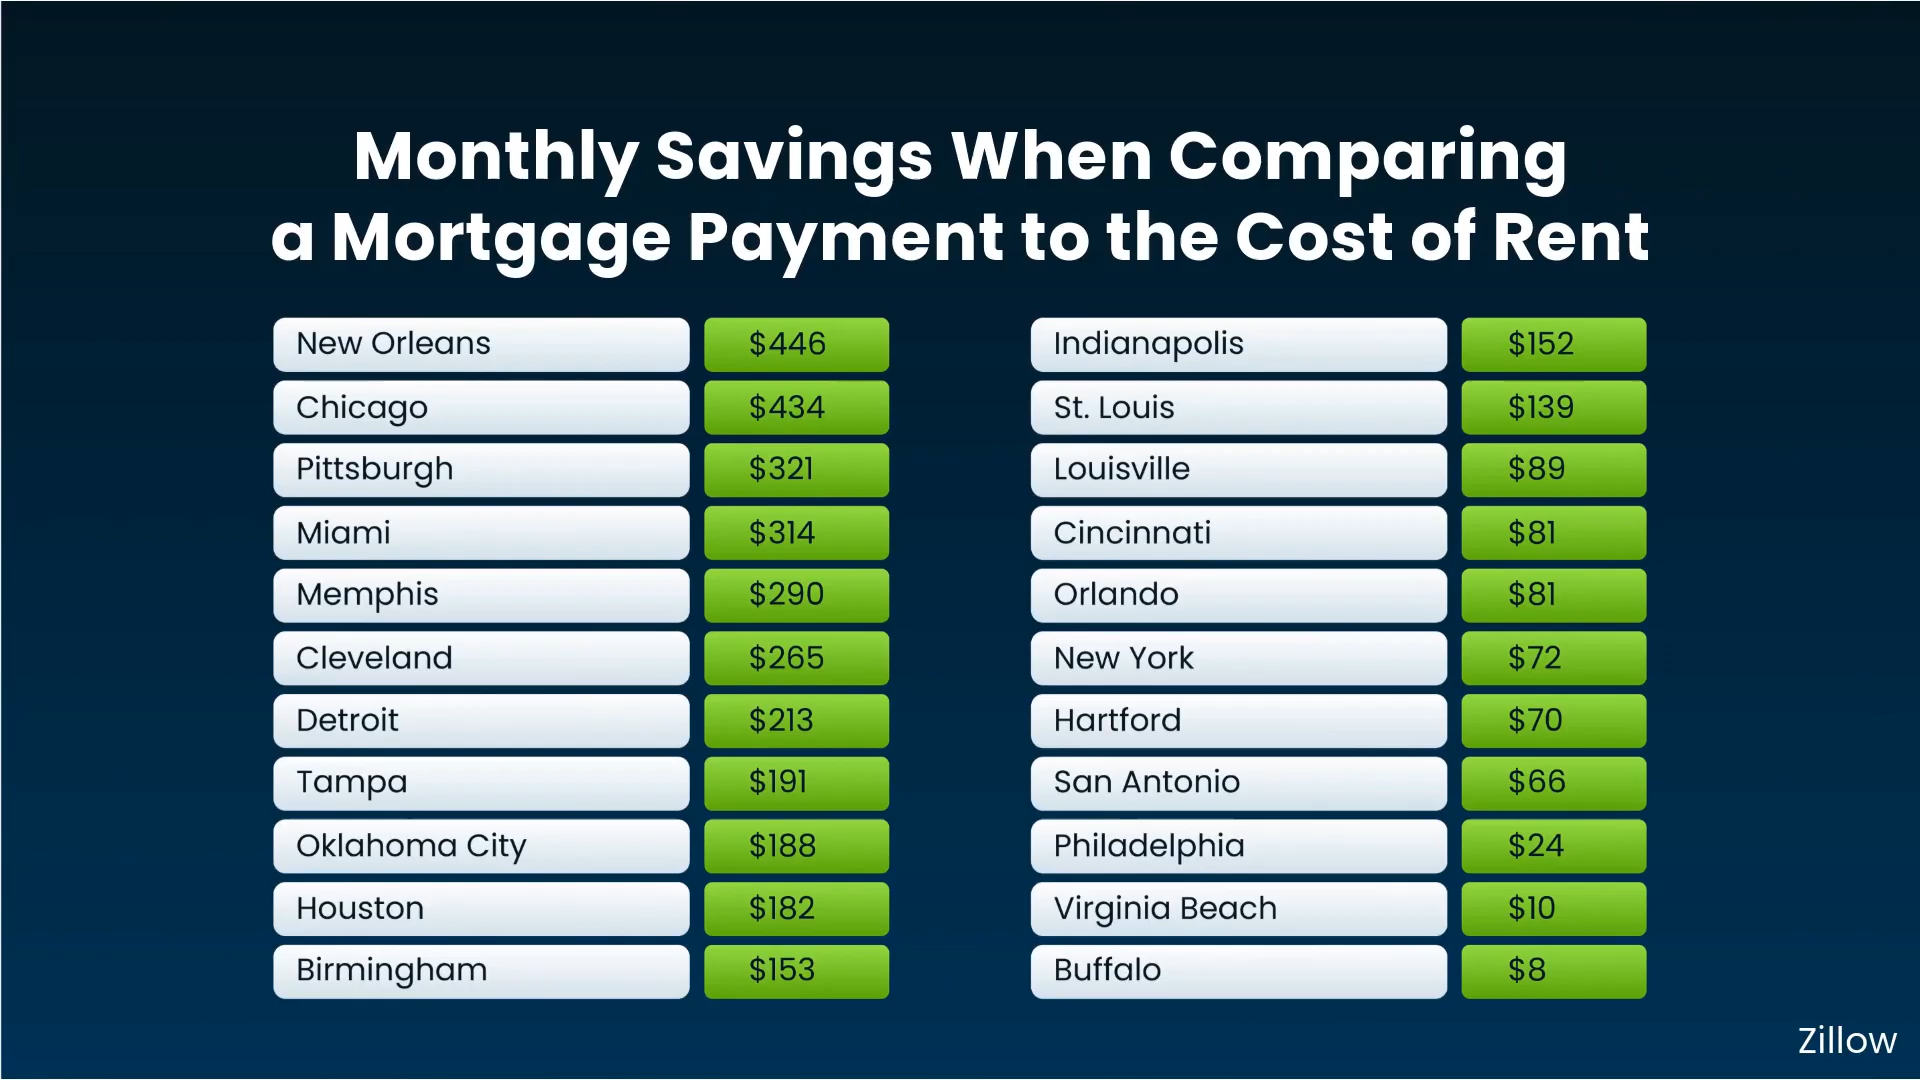 Monthly Savings When Comparing
a Mortgage Payment to the Cost of Rent
New Orleans $446
Chicago $434
Pittsburgh $321
Miami $314
Memphis $290
Cleveland $265
Detroit $213
Tampa $191
Oklahoma City $188
Houston $182
Birmingham $153
Indianapolis $152
St. Louis $139
Louisville $89
Cincinnati $81
Orlando $81
New York $72
Hartford $70
San Antonio $66
Philadelphia $24
Virginia Beach $10
Buffalo $8
Zillow